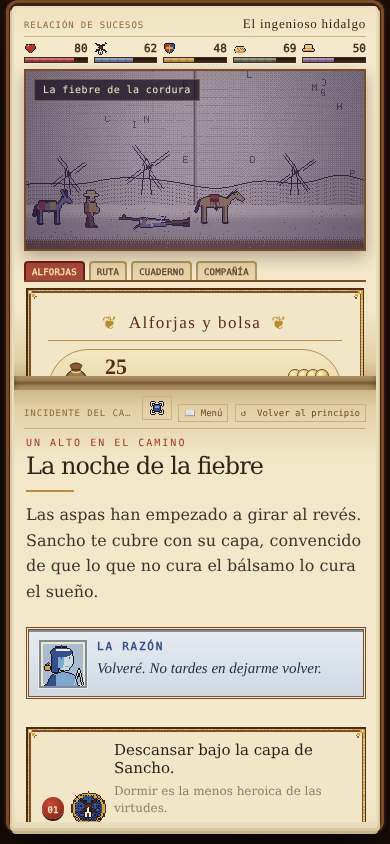 RELACIÓN DE SUCESOS
El ingenioso hidalgo
80 62 48 69 50
La fiebre de la cordura
L
M J
G
H
C I N
E
D
P
ALFORJAS RUTA CUADERNO COMPAÑÍA
Alforjas y bolsa
25
INCIDENTE DEL CA…
Menú
↺ Volver al principio
UN ALTO EN EL CAMINO
La noche de la fiebre
Las aspas han empezado a girar al revés.
Sancho te cubre con su capa, convencido
de que lo que no cura el bálsamo lo cura
el sueño.
LA RAZÓN
Volveré. No tardes en dejarme volver.
Descansar bajo la capa de
Sancho.
01
Dormir es la menos heroica de las
virtudes.